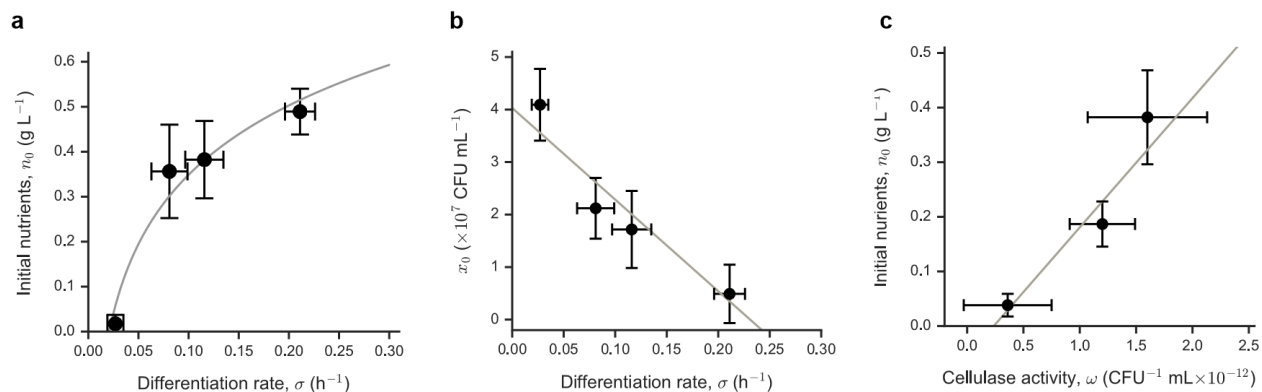 a
0.6
0.5
0.4
0.3
0.2
0.1
0.0
0.00 0.05 0.10 0.15 0.20 0.25 0.30
Initial nutrients, n₀ (g L⁻¹)
Differentiation rate, σ (h⁻¹)
b
5
4
3
2
1
0
0.00 0.05 0.10 0.15 0.20 0.25 0.30
x₀ (×10⁷ CFU mL⁻¹)
Differentiation rate, σ (h⁻¹)
c
0.5
0.4
0.3
0.2
0.1
0.0
0.0 0.5 1.0 1.5 2.0 2.5
Initial nurients, n₀ (g L⁻¹)
Cellulase activity, ω (CFU⁻¹ mL×10⁻¹²)